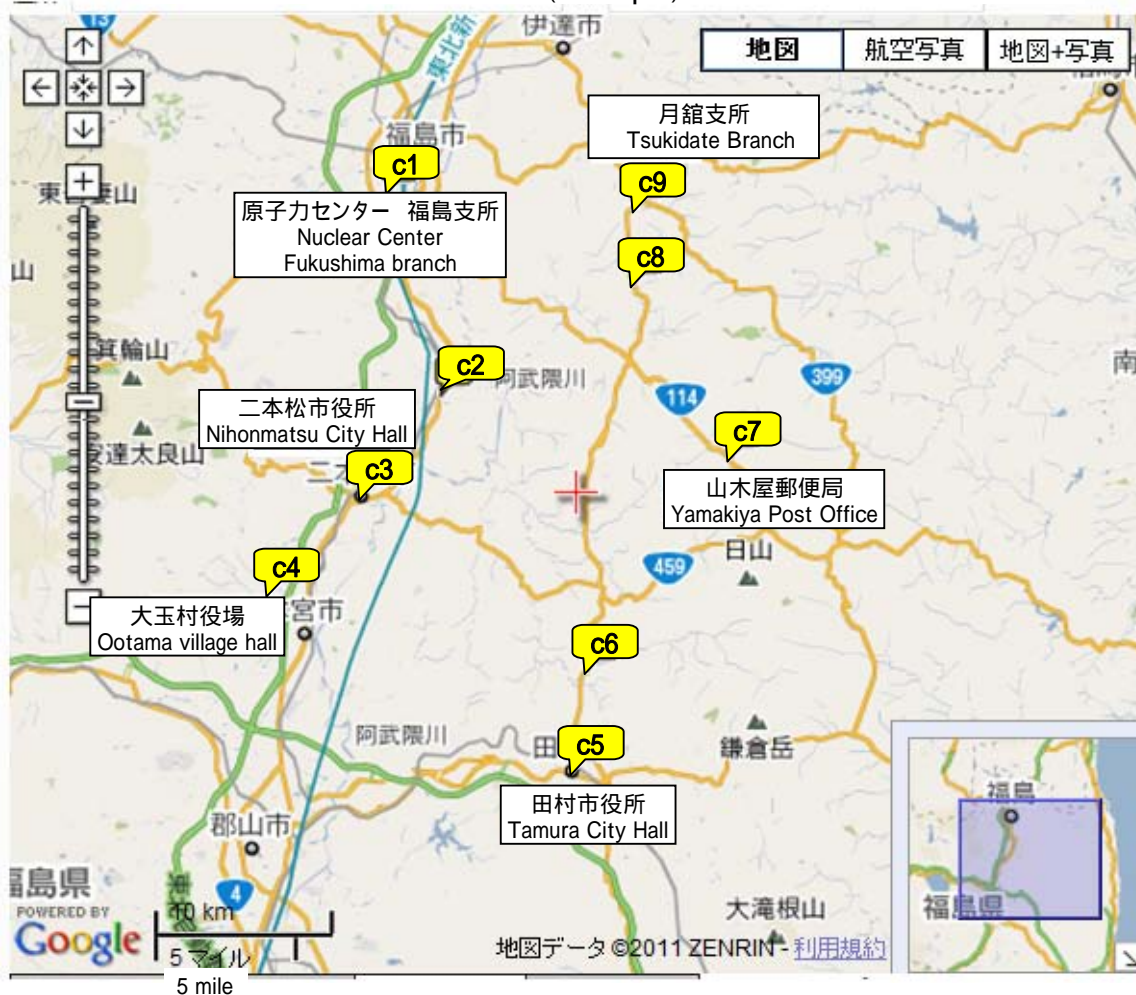 13
東北新
伊達市
地図
航空写真
地図+写真
福島市
月舘支所
Tsukidate Branch
c1
c9
原子力センター 福島支所
Nuclear Center
Fukushima branch
山
c8
箕輪山
c2
阿武隈川
399
南
114
二本松市役所
Nihonmatsu City Hall
安達太良山
c7
c3
山木屋郵便局
Yamakiya Post Office
日山
459
c4
大玉村役場
Ootama village hall
宮市
c6
阿武隈川
田
c5
鎌倉岳
田村市役所
Tamura City Hall
郡山市
福島
福島県
4
福島県
POWERED BY
Google
10 km
5 マイル
5 mile
大滝根山
地図データ ©2011 ZENRIN - 利用規約